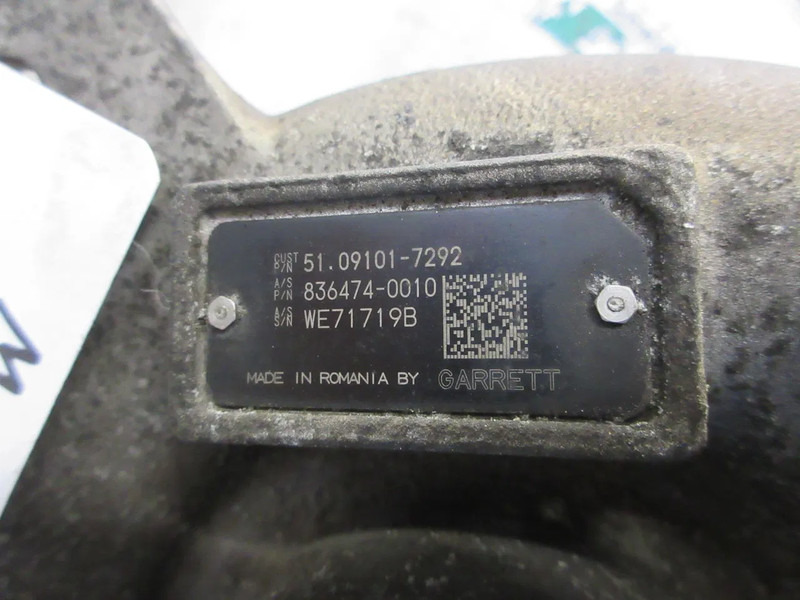 CUST P/N 51.09101-7292
A/S P/N 836474-0010
A/S S/N WE71719B
MADE IN ROMANIA BY GARRETT